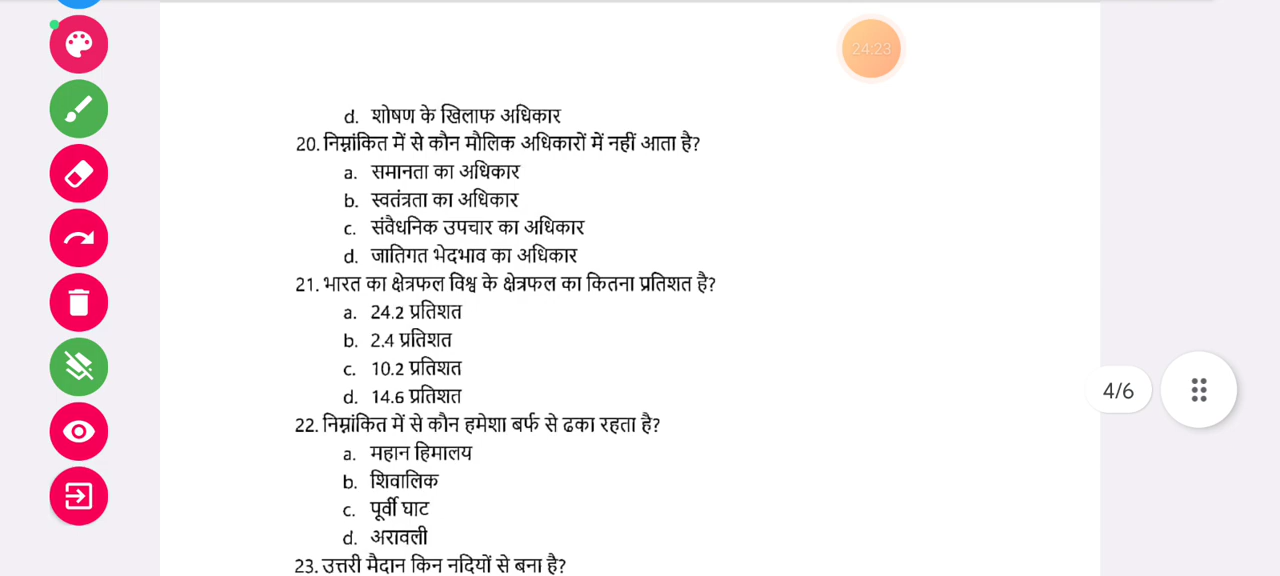 24:23
d. शोषण के खिलाफ अधिकार
20. निम्नांकित में से कौन मौलिक अधिकारों में नहीं आता है?
a. समानता का अधिकार
b. स्वतंत्रता का अधिकार
c. संवैधनिक उपचार का अधिकार
d. जातिगत भेदभाव का अधिकार
21. भारत का क्षेत्रफल विश्व के क्षेत्रफल का कितना प्रतिशत है?
a. 24.2 प्रतिशत
b. 2.4 प्रतिशत
c. 10.2 प्रतिशत
d. 14.6 प्रतिशत
4/6
22. निम्नांकित में से कौन हमेशा बर्फ से ढका रहता है?
a. महान हिमालय
b. शिवालिक
c. पूर्वी घाट
d. अरावली
23. उत्तरी मैदान किन नदियों से बना है?